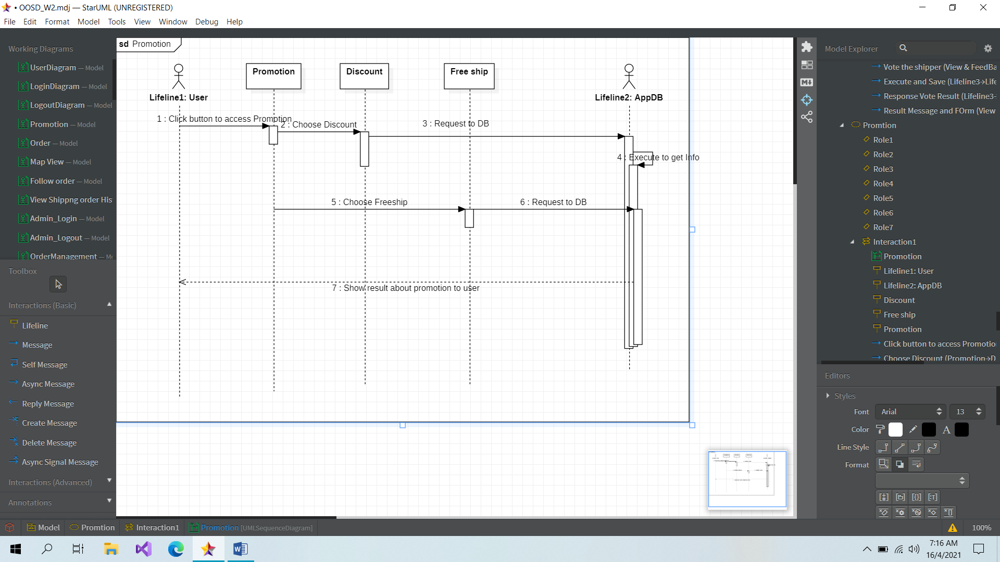 • OOSD_W2.mdj — StarUML (UNREGISTERED)
File Edit Format Model Tools View Window Debug Help
Working Diagrams
UserDiagram — Model
LoginDiagram — Model
LogoutDiagram — Model
Promotion — Model
Order — Model
Map View — Model
Follow order — Model
View Shippng order His
Admin_Login — Model
Admin_Logout — Model
OrderManagement — Mo
Toolbox
Interactions (Basic)
Lifeline
Message
Self Message
Async Message
Reply Message
Create Message
Delete Message
Async Signal Message
Interactions (Advanced)
Annotations
sd Promotion
Promotion
Discount
Free ship
Lifeline1: User
Lifeline2: AppDB
1 : Click button to access Promotion
2 : Choose Discount
3 : Request to DB
4 : Execute to get Info
5 : Choose Freeship
6 : Request to DB
7 : Show result about promotion to user
Model Explorer
Vote the shipper (View & FeedBa
Execute and Save (Lifeline3→Life
Response Vote Result (Lifeline3-
Result Message and FOrm (View
Promtion
Role1
Role2
Role3
Role4
Role5
Role6
Role7
Interaction1
Promotion
Lifeline1: User
Lifeline2: AppDB
Discount
Free ship
Promotion
Click button to access Promotio
Choose Discount (Promotion→D
Editors
Styles
Font Arial 13
Color
Line Style
Format
Model Promtion Interaction1 Promotion [UMLSequenceDiagram]
100%
7:16 AM
16/4/2021